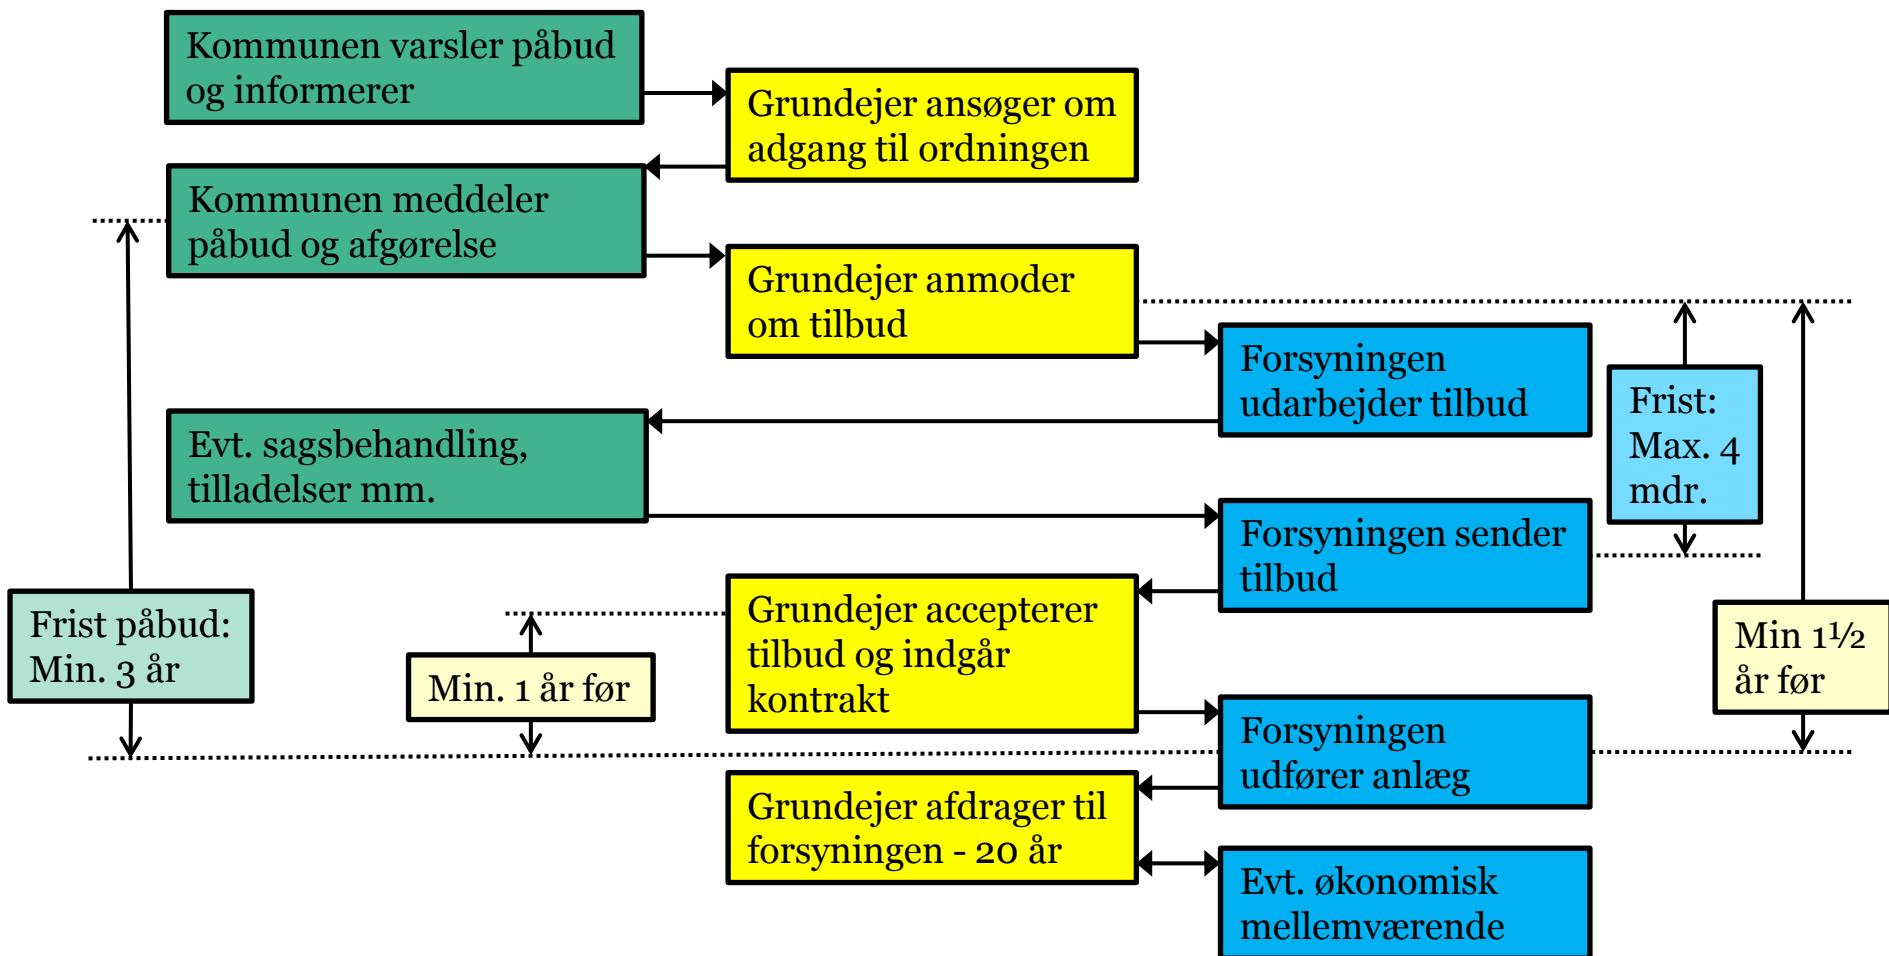 Kommunen varsler påbud
og informerer
Grundejer ansøger om
adgang til ordningen
Kommunen meddeler
påbud og afgørelse
Grundejer anmoder
om tilbud
Forsyningen
udarbejder tilbud
Frist:
Max. 4
mdr.
Evt. sagsbehandling,
tilladelser mm.
Forsyningen sender
tilbud
Frist påbud:
Min. 3 år
Min. 1 år før
Grundejer accepterer
tilbud og indgår
kontrakt
Min 1½
år før
Forsyningen
udfører anlæg
Grundejer afdrager til
forsyningen - 20 år
Evt. økonomisk
mellemværende